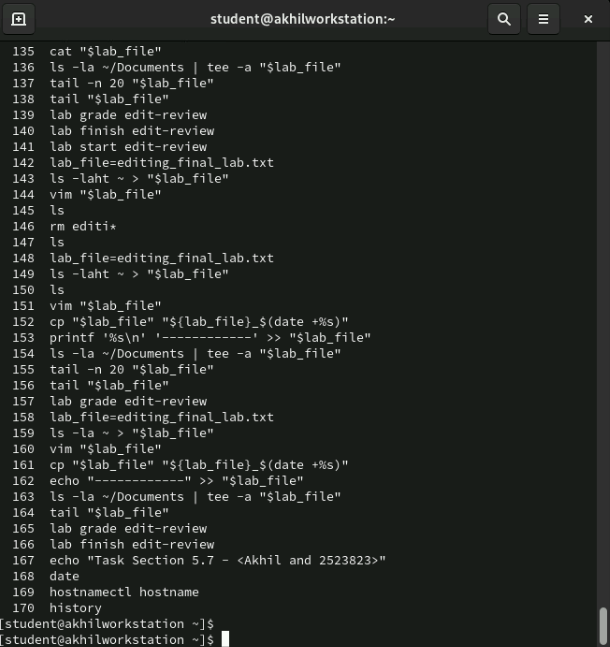 student@akhilworkstation:~
135 cat "$lab_file"
136 ls -la ~/Documents | tee -a "$lab_file"
137 tail -n 20 "$lab_file"
138 tail "$lab_file"
139 lab grade edit-review
140 lab finish edit-review
141 lab start edit-review
142 lab_file=editing_final_lab.txt
143 ls -laht ~ > "$lab_file"
144 vim "$lab_file"
145 ls
146 rm editi*
147 ls
148 lab_file=editing_final_lab.txt
149 ls -laht ~ > "$lab_file"
150 ls
151 vim "$lab_file"
152 cp "$lab_file" "${lab_file}_$(date +%s)"
153 printf '%s\n' '------------' >> "$lab_file"
154 ls -la ~/Documents | tee -a "$lab_file"
155 tail -n 20 "$lab_file"
156 tail "$lab_file"
157 lab grade edit-review
158 lab_file=editing_final_lab.txt
159 ls -la ~ > "$lab_file"
160 vim "$lab_file"
161 cp "$lab_file" "${lab_file}_$(date +%s)"
162 echo "------------" >> "$lab_file"
163 ls -la ~/Documents | tee -a "$lab_file"
164 tail "$lab_file"
165 lab grade edit-review
166 lab finish edit-review
167 echo "Task Section 5.7 - <Akhil and 2523823>"
168 date
169 hostnamectl hostname
170 history
[student@akhilworkstation ~]$
[student@akhilworkstation ~]$